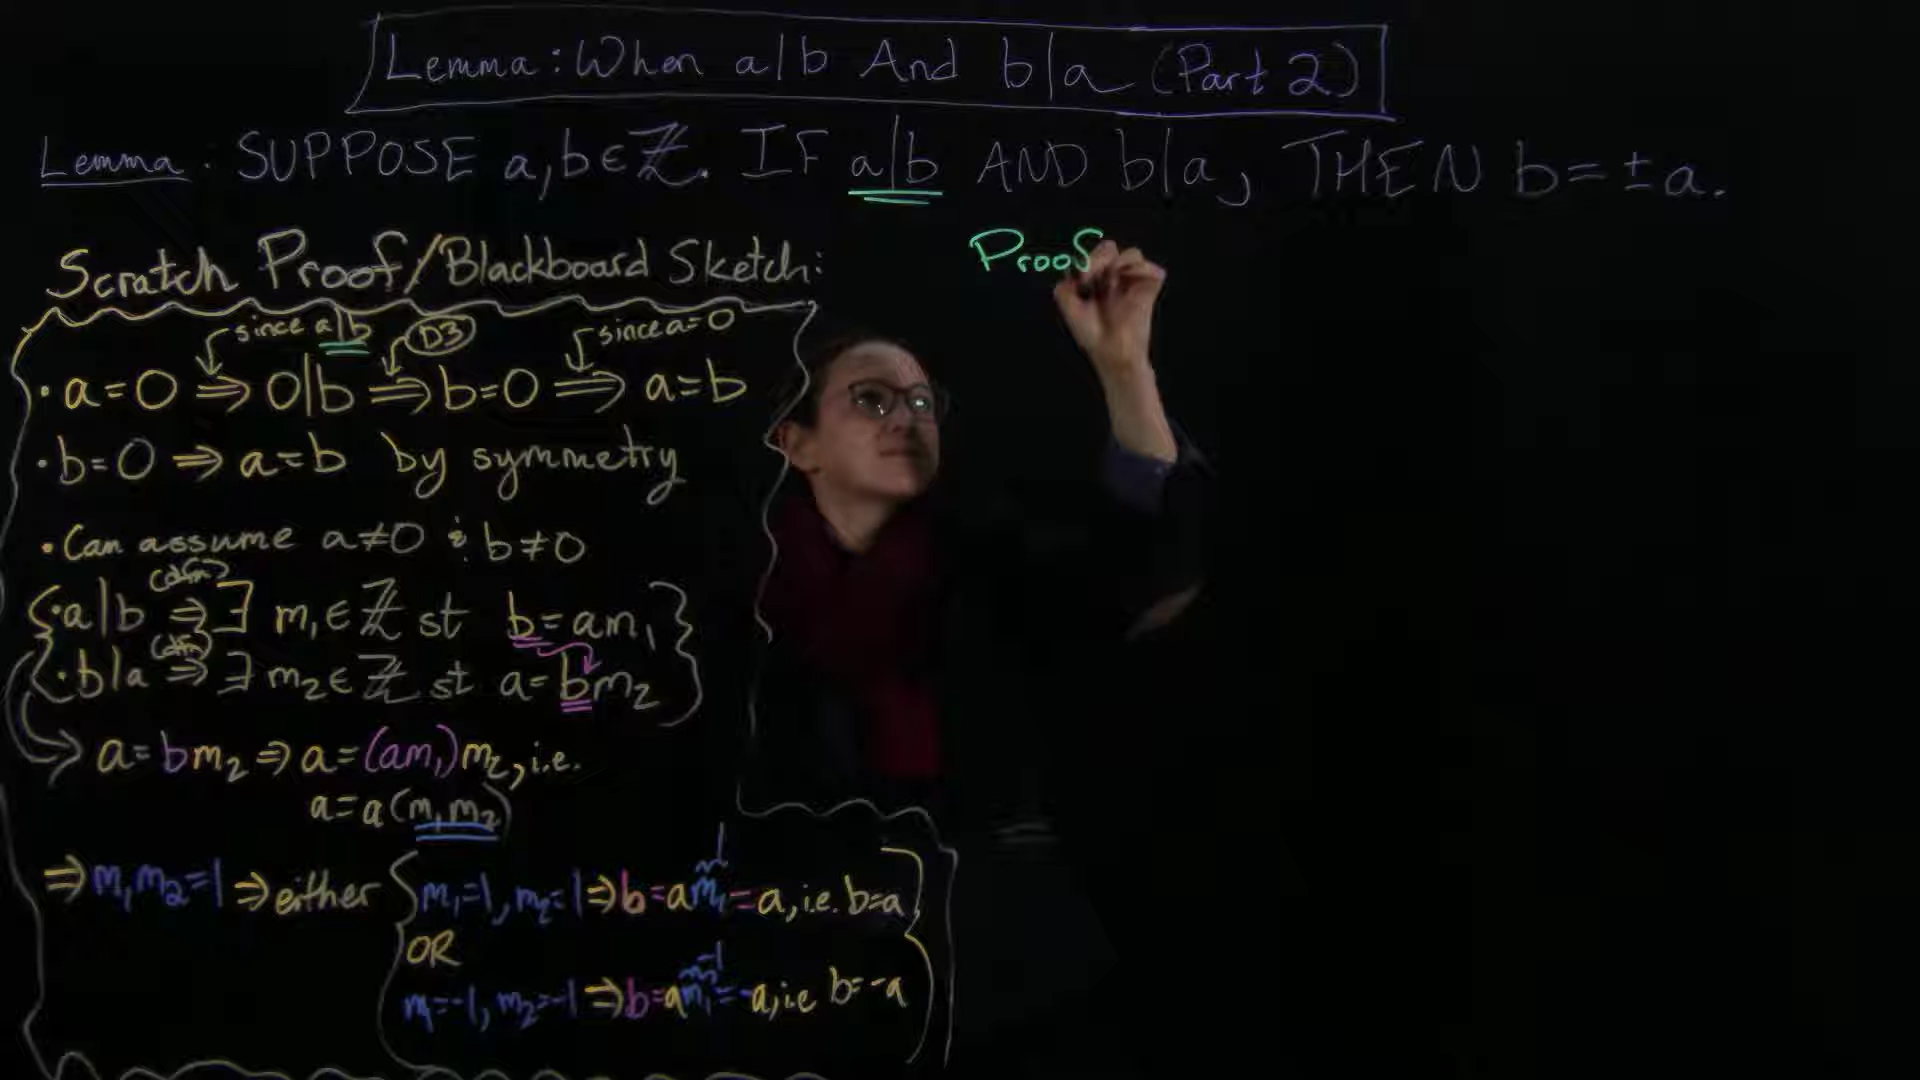 Lemma: When a|b And b|a (Part 2)
Lemma: SUPPOSE a, b ∈ ℤ. IF a|b AND b|a, THEN b = ± a.
Proof
Scratch Proof/Blackboard Sketch:
since a|b D3 since a=0
• a=0 ⇒ 0|b ⇒ b=0 ⇒ a=b
• b=0 ⇒ a=b by symmetry
• Can assume a≠0 & b≠0
(dfn)
• a|b ⇒ ∃ m₁ ∈ ℤ st b=am₁
(dfn)
• b|a ⇒ ∃ m₂ ∈ ℤ st a=bm₂
→ a=bm₂ ⇒ a=(am₁)m₂, i.e.
a=a(m₁m₂)
1
⇒ m₁m₂=1 ⇒ either m₁=1, m₂=1 ⇒ b=am₁=a, i.e. b=a
OR
-1
m₁=-1, m₂=-1 ⇒ b=am₁=-a, i.e b=-a